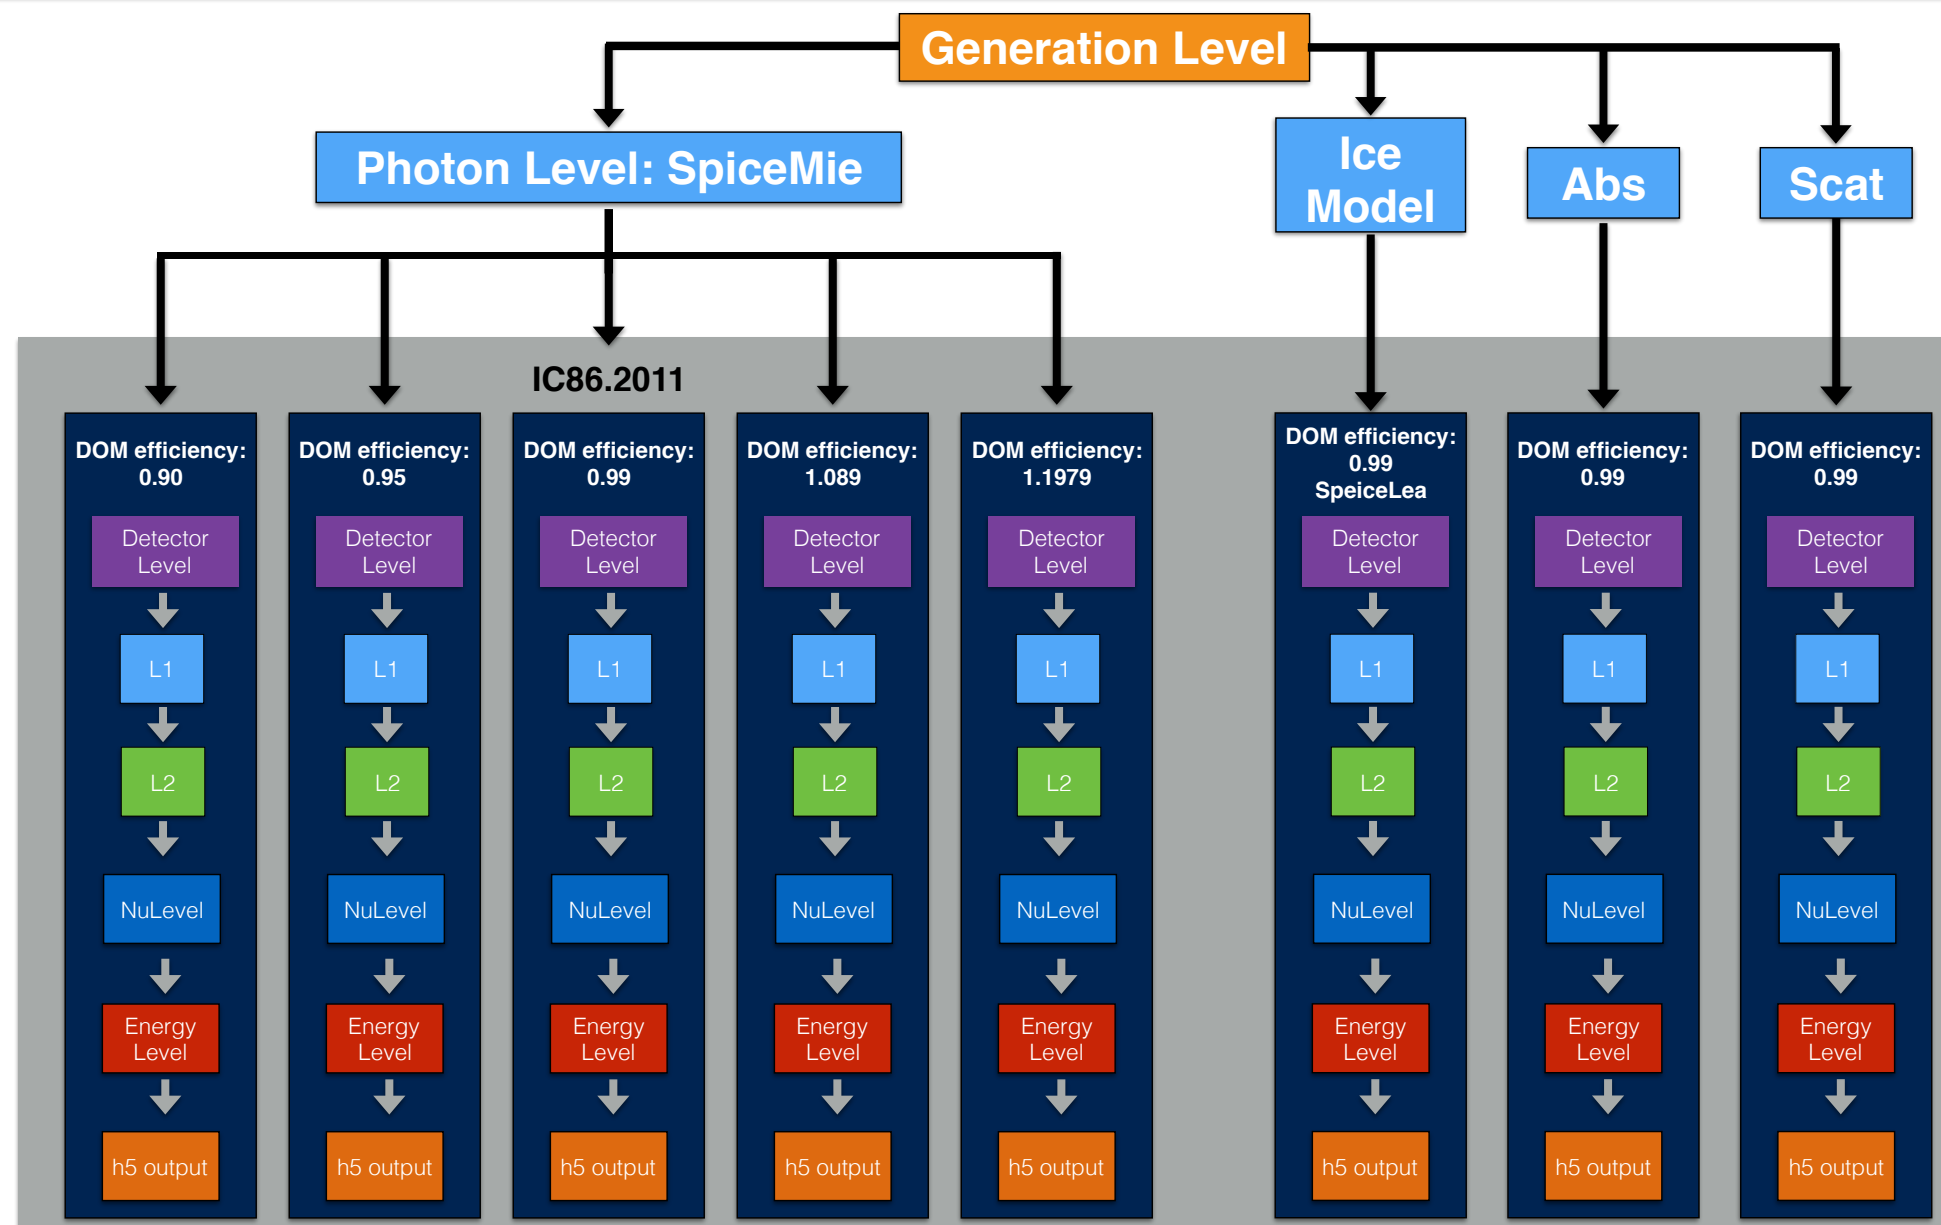 Generation Level
Photon Level: SpiceMie
Ice
Model
Abs
Scat
IC86.2011
DOM efficiency:
0.90
Detector
Level
L1
L2
NuLevel
Energy
Level
h5 output
DOM efficiency:
0.95
Detector
Level
L1
L2
NuLevel
Energy
Level
h5 output
DOM efficiency:
0.99
Detector
Level
L1
L2
NuLevel
Energy
Level
h5 output
DOM efficiency:
1.089
Detector
Level
L1
L2
NuLevel
Energy
Level
h5 output
DOM efficiency:
1.1979
Detector
Level
L1
L2
NuLevel
Energy
Level
h5 output
DOM efficiency:
0.99
SpeiceLea
Detector
Level
L1
L2
NuLevel
Energy
Level
h5 output
DOM efficiency:
0.99
Detector
Level
L1
L2
NuLevel
Energy
Level
h5 output
DOM efficiency:
0.99
Detector
Level
L1
L2
NuLevel
Energy
Level
h5 output